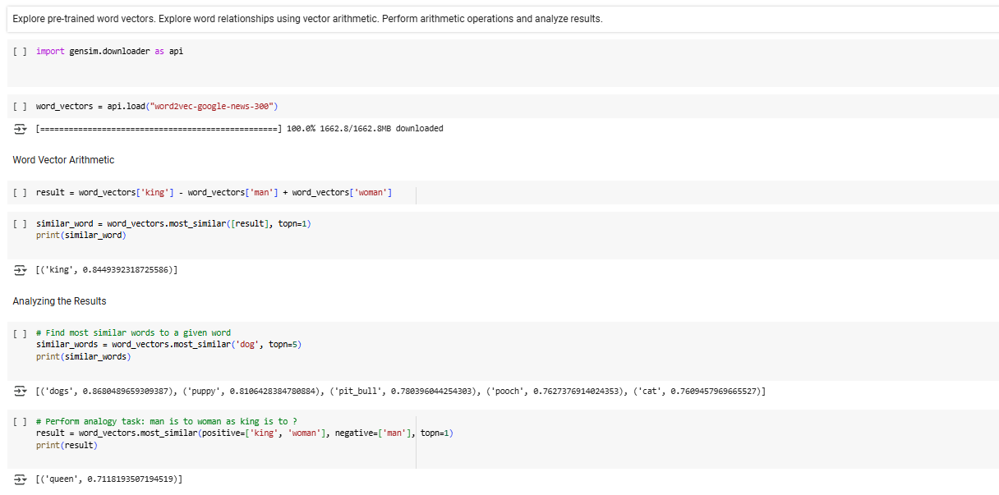 Explore pre-trained word vectors. Explore word relationships using vector arithmetic. Perform arithmetic operations and analyze results.
[ ] import gensim.downloader as api
[ ] word_vectors = api.load("word2vec-google-news-300")
[==================================================] 100.0% 1662.8/1662.8MB downloaded
Word Vector Arithmetic
[ ] result = word_vectors['king'] - word_vectors['man'] + word_vectors['woman']
[ ] similar_word = word_vectors.most_similar([result], topn=1)
print(similar_word)
[('king', 0.8449392318725586)]
Analyzing the Results
[ ] # Find most similar words to a given word
similar_words = word_vectors.most_similar('dog', topn=5)
print(similar_words)
[('dogs', 0.8680489659309387), ('puppy', 0.8106428384780884), ('pit_bull', 0.780396044254303), ('pooch', 0.7627376914024353), ('cat', 0.7609457969665527)]
[ ] # Perform analogy task: man is to woman as king is to ?
result = word_vectors.most_similar(positive=['king', 'woman'], negative=['man'], topn=1)
print(result)
[('queen', 0.7118193507194519)]